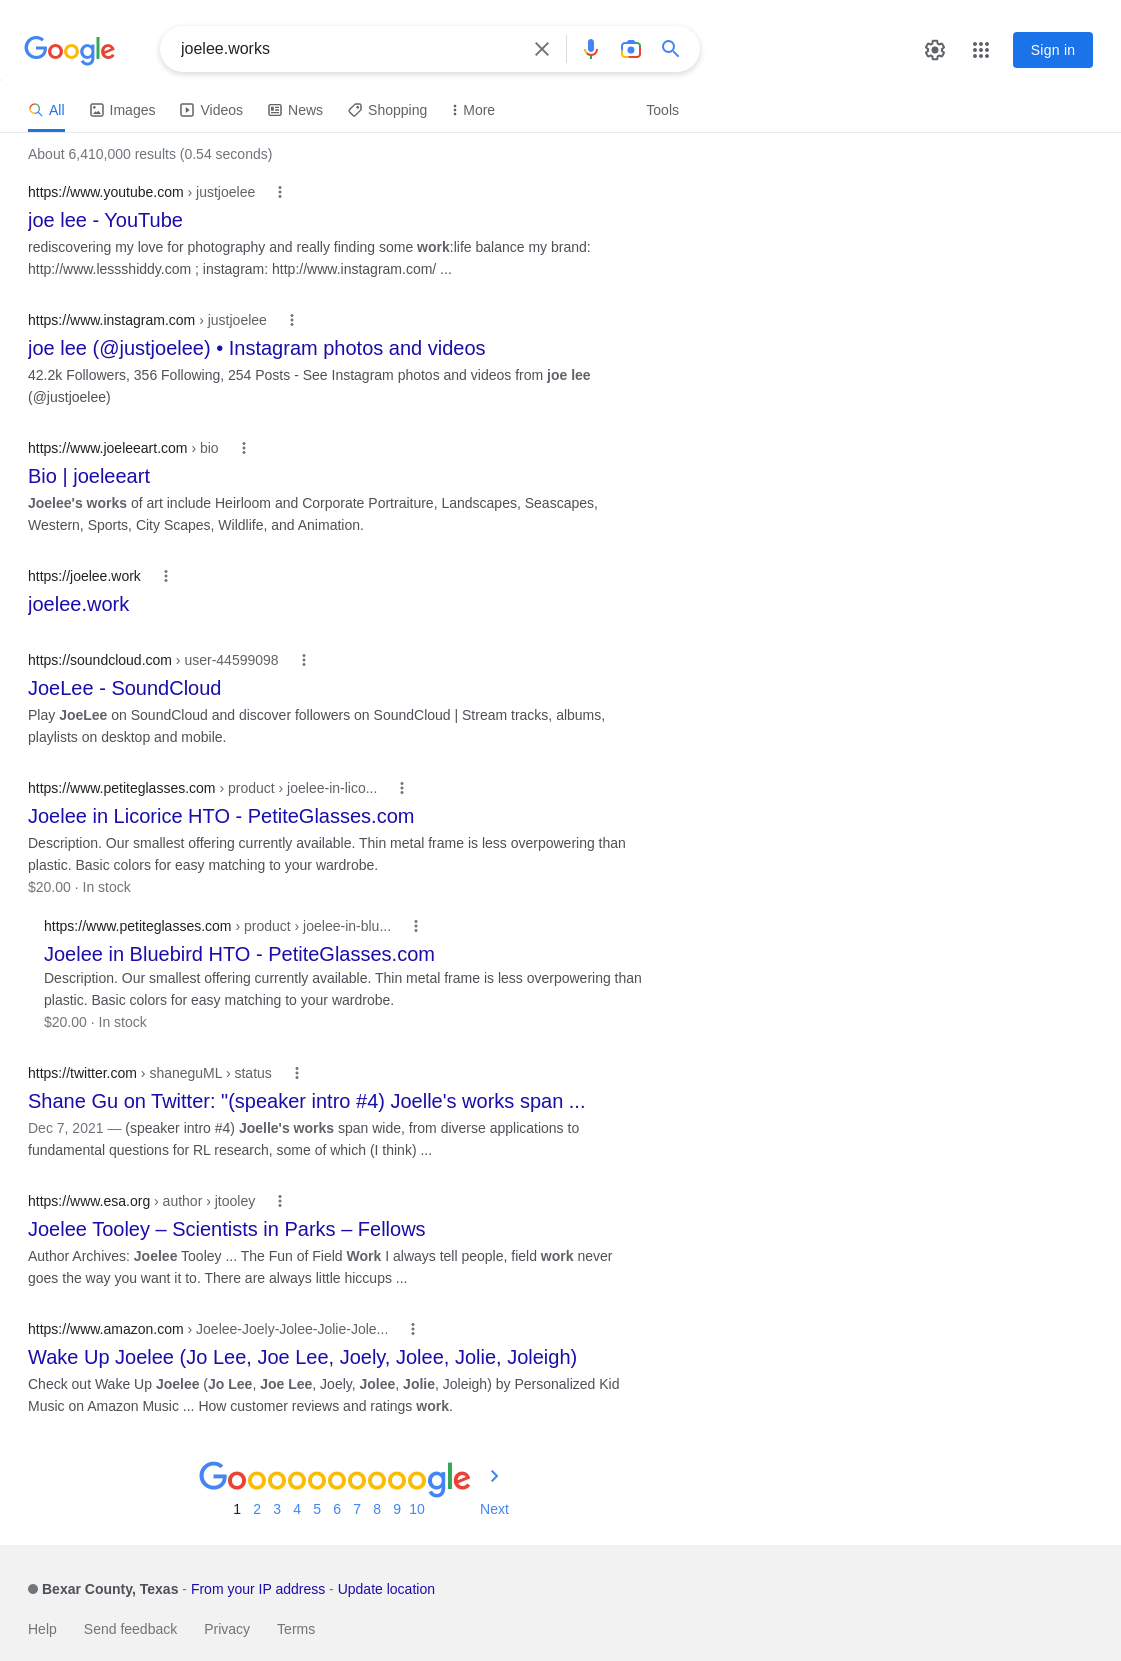 Google
joelee.works
Sign in
All Images Videos News Shopping More Tools
About 6,410,000 results (0.54 seconds)
https://www.youtube.com › justjoelee
joe lee - YouTube
rediscovering my love for photography and really finding some work:life balance my brand:
http://www.lessshiddy.com ; instagram: http://www.instagram.com/ ...
https://www.instagram.com › justjoelee
joe lee (@justjoelee) • Instagram photos and videos
42.2k Followers, 356 Following, 254 Posts - See Instagram photos and videos from joe lee
(@justjoelee)
https://www.joeleeart.com › bio
Bio | joeleeart
Joelee's works of art include Heirloom and Corporate Portraiture, Landscapes, Seascapes,
Western, Sports, City Scapes, Wildlife, and Animation.
https://joelee.work
joelee.work
https://soundcloud.com › user-44599098
JoeLee - SoundCloud
Play JoeLee on SoundCloud and discover followers on SoundCloud | Stream tracks, albums,
playlists on desktop and mobile.
https://www.petiteglasses.com › product › joelee-in-lico...
Joelee in Licorice HTO - PetiteGlasses.com
Description. Our smallest offering currently available. Thin metal frame is less overpowering than
plastic. Basic colors for easy matching to your wardrobe.
$20.00 · In stock
https://www.petiteglasses.com › product › joelee-in-blu...
Joelee in Bluebird HTO - PetiteGlasses.com
Description. Our smallest offering currently available. Thin metal frame is less overpowering than
plastic. Basic colors for easy matching to your wardrobe.
$20.00 · In stock
https://twitter.com › shaneguML › status
Shane Gu on Twitter: "(speaker intro #4) Joelle's works span ...
Dec 7, 2021 — (speaker intro #4) Joelle's works span wide, from diverse applications to
fundamental questions for RL research, some of which (I think) ...
https://www.esa.org › author › jtooley
Joelee Tooley – Scientists in Parks – Fellows
Author Archives: Joelee Tooley ... The Fun of Field Work I always tell people, field work never
goes the way you want it to. There are always little hiccups ...
https://www.amazon.com › Joelee-Joely-Jolee-Jolie-Jole...
Wake Up Joelee (Jo Lee, Joe Lee, Joely, Jolee, Jolie, Joleigh)
Check out Wake Up Joelee (Jo Lee, Joe Lee, Joely, Jolee, Jolie, Joleigh) by Personalized Kid
Music on Amazon Music ... How customer reviews and ratings work.
Goooooooooogle
1 2 3 4 5 6 7 8 9 10 Next
Bexar County, Texas - From your IP address - Update location
Help Send feedback Privacy Terms